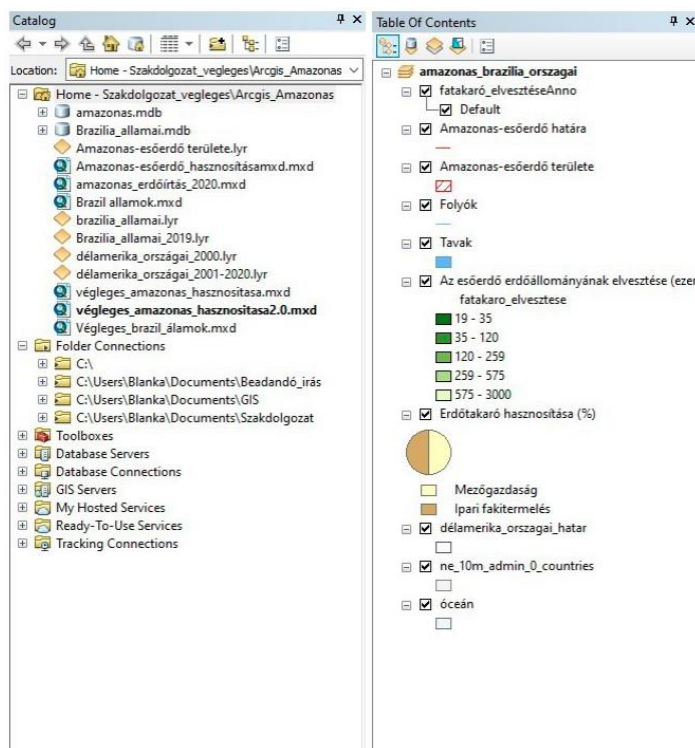 Catalog
Location: Home - Szakdolgozat_vegleges\Arcgis_Amazonas
Home - Szakdolgozat_vegleges\Arcgis_Amazonas
amazonas.mdb
Brazilia_allamai.mdb
Amazonas-esőerdő területe.lyr
Amazonas-esőerdő_hasznosításamxd.mxd
amazonas_erdőírtás_2020.mxd
Brazil allamok.mxd
brazilia_allamai.lyr
Brazilia_allamai_2019.lyr
délamerika_országai_2000.lyr
délamerika_országai_2001-2020.lyr
végleges_amazonas_hasznositasa.mxd
végleges_amazonas_hasznositasa2.0.mxd
Végleges_brazil_álamok.mxd
Folder Connections
C:\
C:\Users\Blanka\Documents\Beadandó_irás
C:\Users\Blanka\Documents\GIS
C:\Users\Blanka\Documents\Szakdolgozat
Toolboxes
Database Servers
Database Connections
GIS Servers
My Hosted Services
Ready-To-Use Services
Tracking Connections
Table Of Contents
amazonas_brazilia_orszagai
fatakaró_elvesztéseAnno
Default
Amazonas-esőerdő határa
Amazonas-esőerdő területe
Folyók
Tavak
Az esőerdő erdőállományának elvesztése (ezer
fatakaro_elvesztese
19 - 35
35 - 120
120 - 259
259 - 575
575 - 3000
Erdőtakaró hasznosítása (%)
Mezőgazdaság
Ipari fakitermelés
délamerika_orszagai_hatar
ne_10m_admin_0_countries
óceán